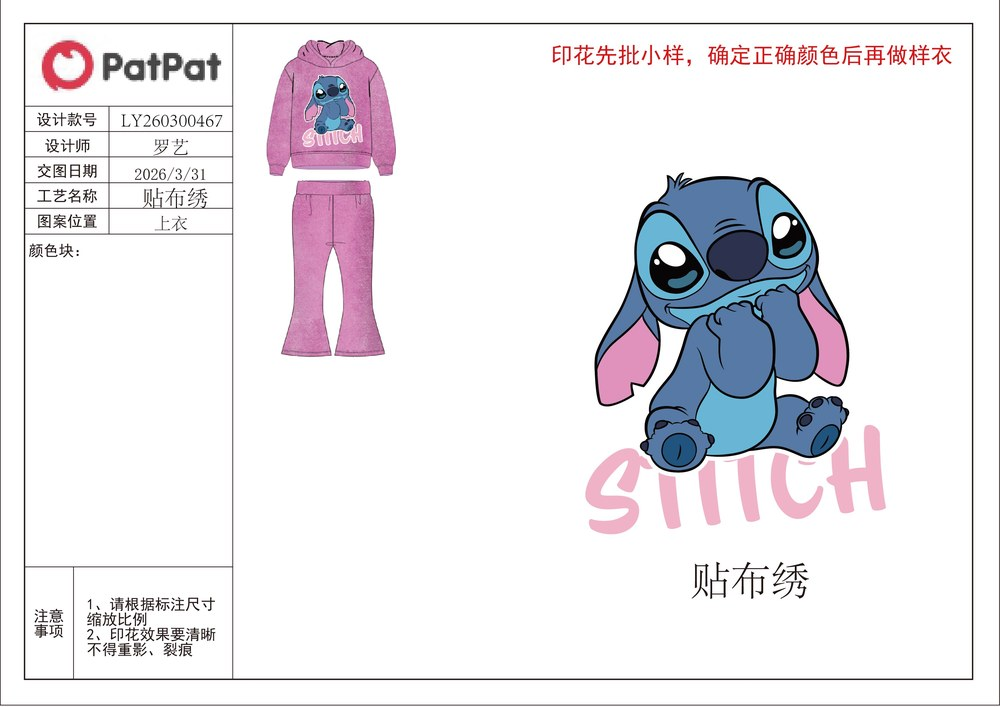 PatPat
印花先批小样，确定正确颜色后再做样衣
设计款号 LY260300467
设计师 罗艺
交图日期 2026/3/31
工艺名称 贴布绣
图案位置 上衣
颜色块：
STITCH
STITCH
贴布绣
注意事项
1、请根据标注尺寸
缩放比例
2、印花效果要清晰
不得重影、裂痕